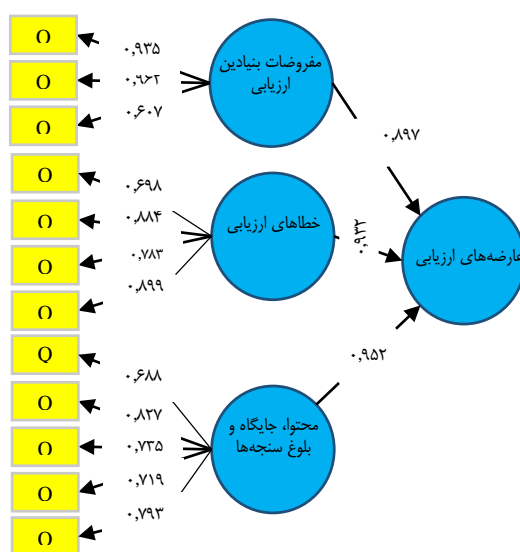 O
۰,۹۳۵
O
O
۰,۶۰۷
مفروضات بنیادین
ارزیابی
۰,۸۹۷
O
۰,۶۹۸
O
۰,۸۸۴
O
۰,۷۸۳
O
۰,۸۹۹
خطاهای ارزیابی
۰,۹۳۲
عارضه‌های ارزیابی
Q
۰,۶۸۸
O
۰,۸۲۷
O
۰,۷۳۵
O
۰,۷۱۹
O
۰,۷۹۳
محتوا، جایگاه و
بلوغ سنجه‌ها
۰,۹۵۲